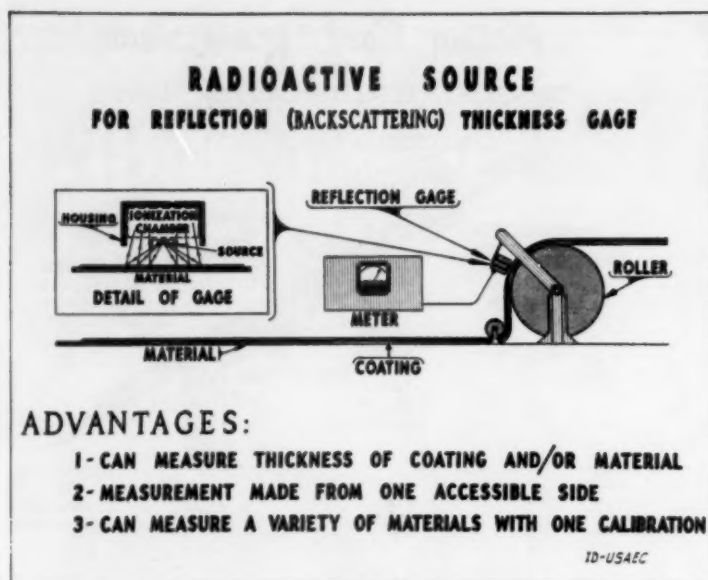 RADIOACTIVE SOURCE
FOR REFLECTION (BACKSCATTERING) THICKNESS GAGE
HOUSING
IONIZATION
CHAMBER
SOURCE
MATERIAL
DETAIL OF GAGE
REFLECTION GAGE
METER
ROLLER
MATERIAL
COATING
ADVANTAGES:
1-CAN MEASURE THICKNESS OF COATING AND/OR MATERIAL
2-MEASUREMENT MADE FROM ONE ACCESSIBLE SIDE
3-CAN MEASURE A VARIETY OF MATERIALS WITH ONE CALIBRATION
ID-USAEC